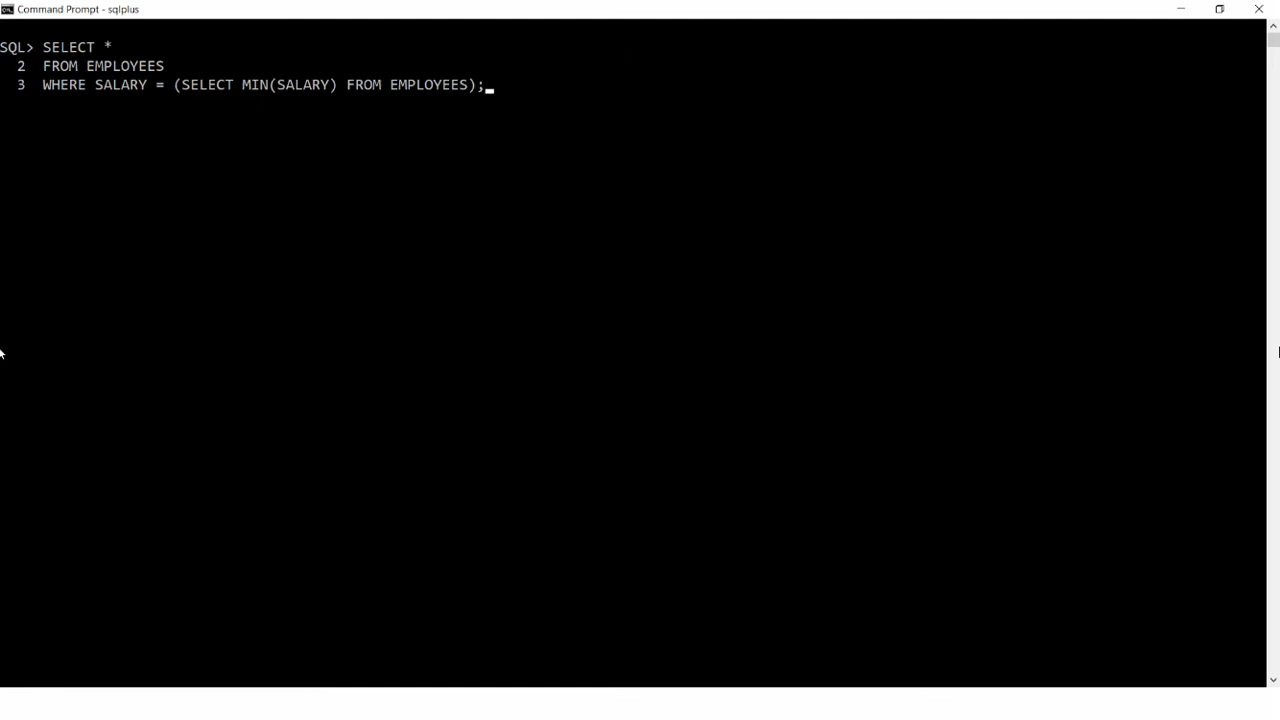 Command Prompt - sqlplus
SQL> SELECT *
2 FROM EMPLOYEES
3 WHERE SALARY = (SELECT MIN(SALARY) FROM EMPLOYEES);